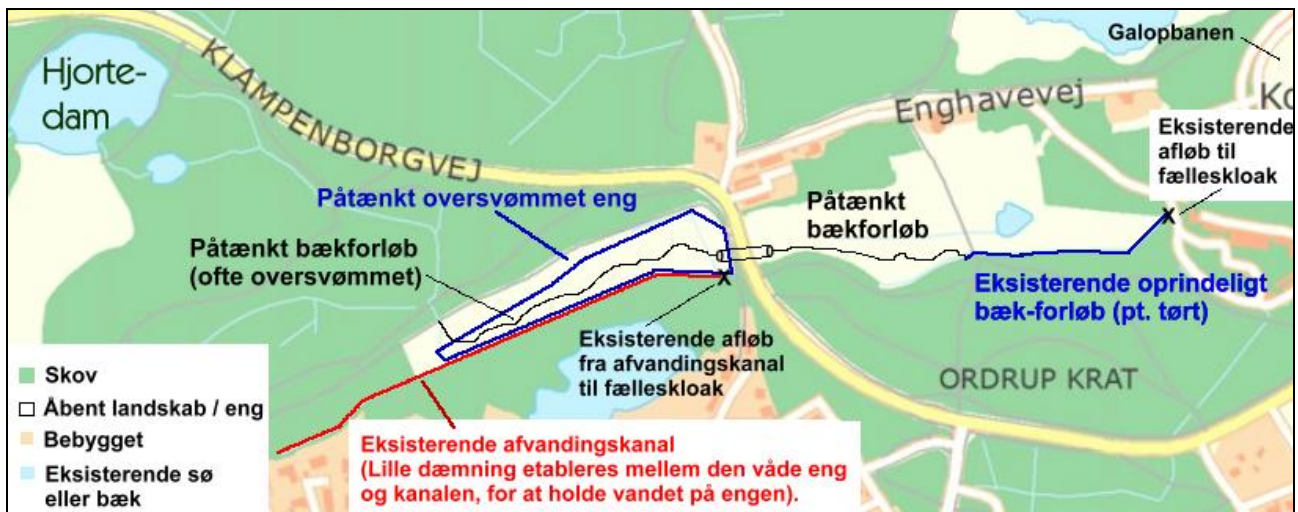 Hjorte-
dam
KLAMPENBORGVEJ
Enghavevej
Galopbanen
Ko
Eksisterende
afløb til
fælleskloak
Påtænkt oversvømmet eng
Påtænkt
bækforløb
Påtænkt bækforløb
(ofte oversvømmet)
X
X
Eksisterende oprindeligt
bæk-forløb (pt. tørt)
Eksisterende afløb
fra afvandingskanal
til fælleskloak
ORDRUP KRAT
Skov
Åbent landskab / eng
Bebygget
Eksisterende sø
eller bæk
Eksisterende afvandingskanal
(Lille dæmning etableres mellem den våde eng
og kanalen, for at holde vandet på engen).